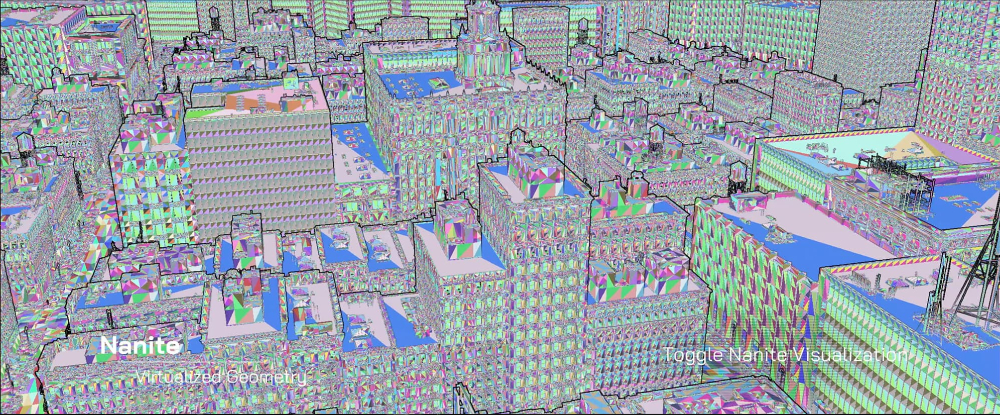 Nanite
Virtualized Geometry
Toggle Nanite Visualization